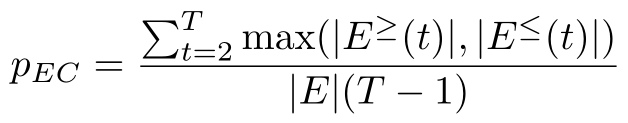 p_{EC} = \frac{\sum_{t=2}^{T} \max(|E^{\geq}(t)|, |E^{\leq}(t)|)}{|E|(T - 1)}